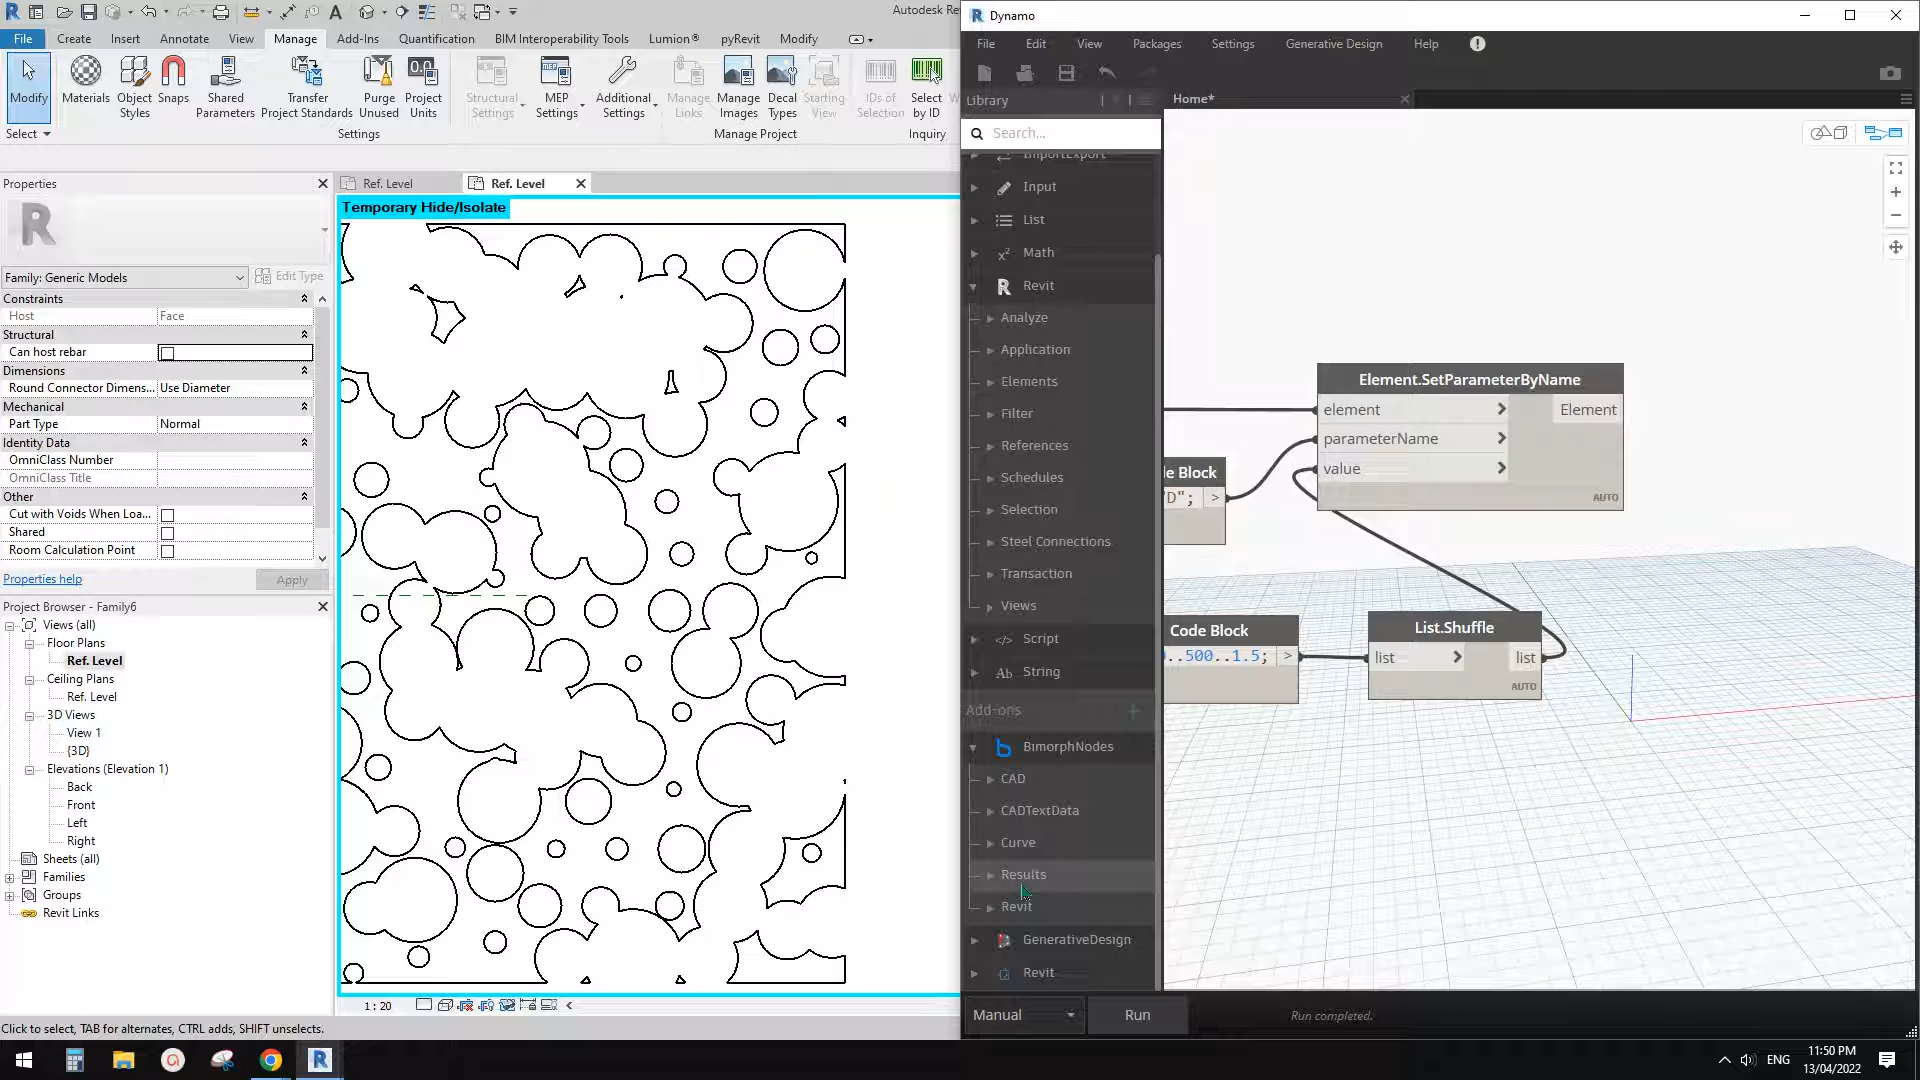 Autodesk Re
File
Create
Insert
Annotate
View
Manage
Add-Ins
Quantification
BIM Interoperability Tools
Lumion®
pyRevit
Modify
Modify
Materials
Object Styles
Snaps
Shared Parameters
Transfer Project Standards
Purge Unused
Project Units
Structural Settings
MEP Settings
Additional Settings
Manage Links
Manage Images
Decal Types
Starting View
IDs of Selection
Select by ID
Select
Settings
Manage Project
Inquiry
Properties
Ref. Level
Ref. Level
Temporary Hide/Isolate
Family: Generic Models
Edit Type
Constraints
Host Face
Structural
Can host rebar
Dimensions
Round Connector Dimens... Use Diameter
Mechanical
Part Type Normal
Identity Data
OmniClass Number
OmniClass Title
Other
Cut with Voids When Loa...
Shared
Room Calculation Point
Properties help
Apply
Project Browser - Family6
Views (all)
Floor Plans
Ref. Level
Ceiling Plans
Ref. Level
3D Views
View 1
{3D}
Elevations (Elevation 1)
Back
Front
Left
Right
Sheets (all)
Families
Groups
Revit Links
1 : 20
Click to select, TAB for alternates, CTRL adds, SHIFT unselects.
Dynamo
File
Edit
View
Packages
Settings
Generative Design
Help
Library
Home*
Search...
ImportExport
Input
List
Math
Revit
Analyze
Application
Elements
Filter
References
Schedules
Selection
Steel Connections
Transaction
Views
Script
String
Add-ons
BimorphNodes
CAD
CADTextData
Curve
Results
Revit
GenerativeDesign
Revit
Element.SetParameterByName
element
Element
parameterName
value
AUTO
le Block
"D"; >
Code Block
..500..1.5; >
List.Shuffle
list
list
AUTO
Manual
Run
Run completed.
ENG
11:50 PM
13/04/2022